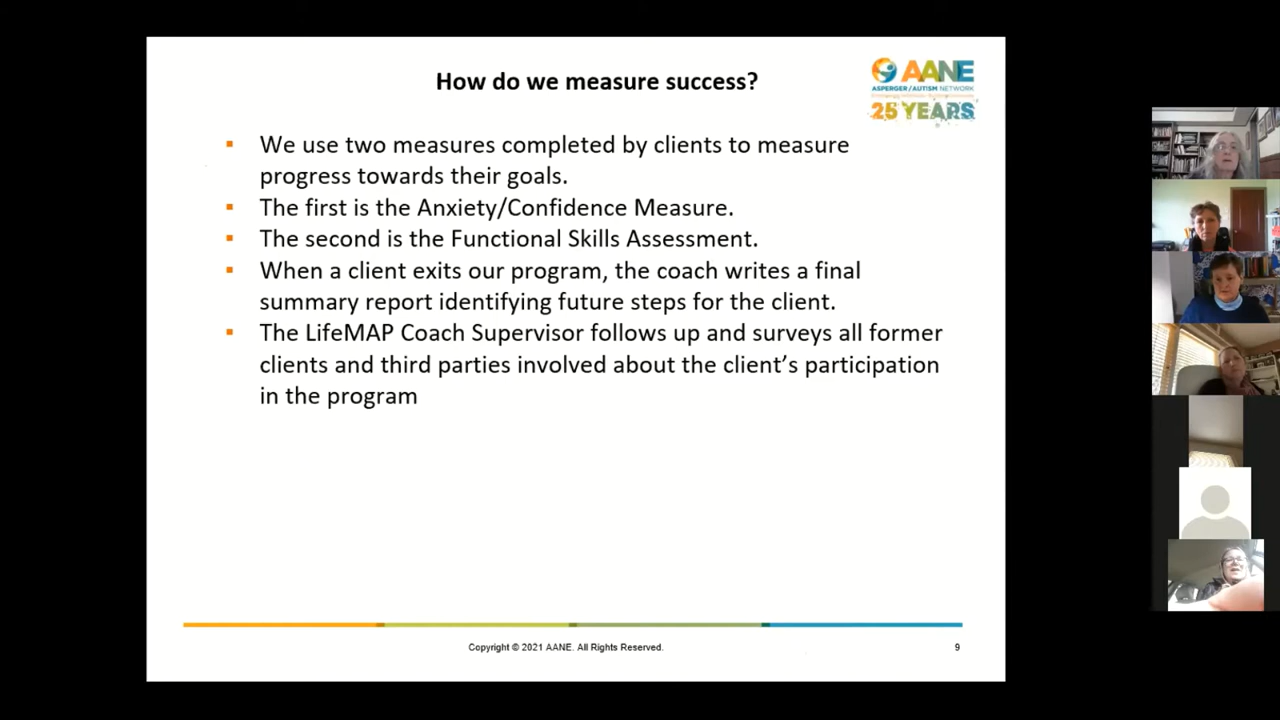 How do we measure success?
AANE
ASPERGER / AUTISM NETWORK
25 YEARS
▪ We use two measures completed by clients to measure
progress towards their goals.
▪ The first is the Anxiety/Confidence Measure.
▪ The second is the Functional Skills Assessment.
▪ When a client exits our program, the coach writes a final
summary report identifying future steps for the client.
▪ The LifeMAP Coach Supervisor follows up and surveys all former
clients and third parties involved about the client’s participation
in the program
Copyright © 2021 AANE. All Rights Reserved.
9